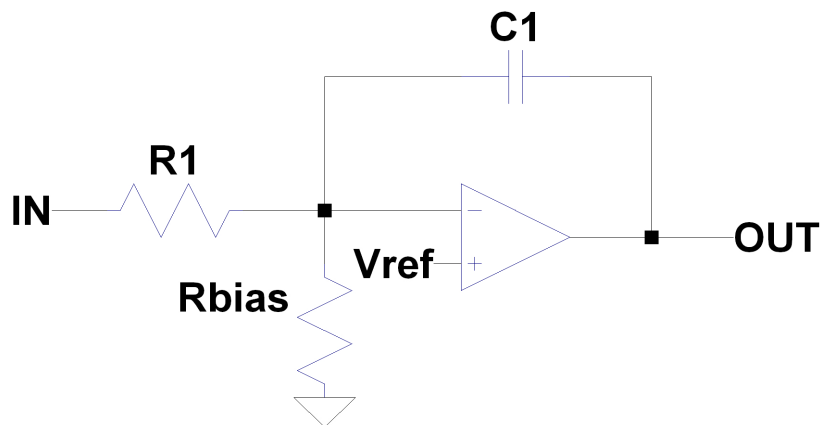 C1
R1
IN
Vref
OUT
Rbias